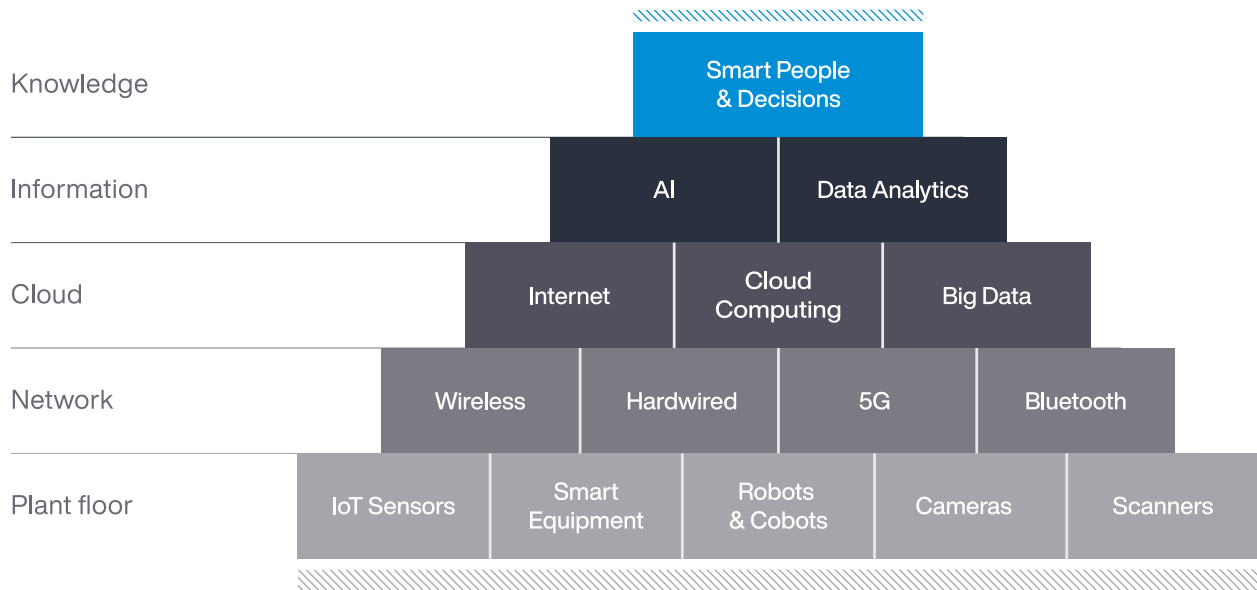 Knowledge
Smart People
& Decisions
Information
AI
Data Analytics
Cloud
Internet
Cloud
Computing
Big Data
Network
Wireless
Hardwired
5G
Bluetooth
Plant floor
IoT Sensors
Smart
Equipment
Robots
& Cobots
Cameras
Scanners